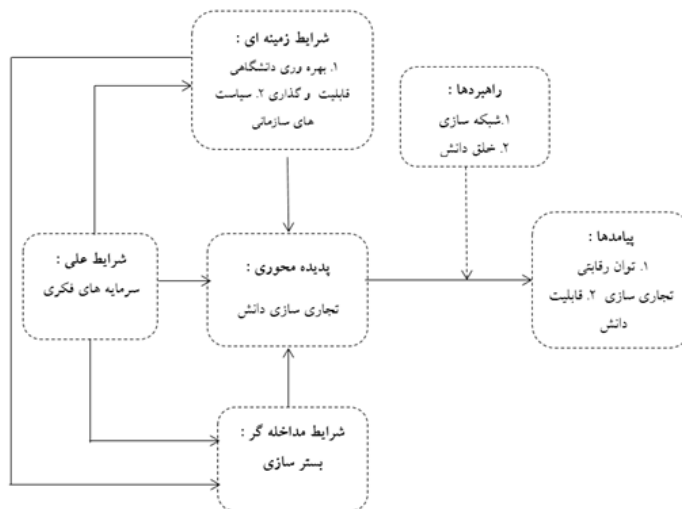 شرایط زمینه ای :
۱. بهره وری دانشگاهی
قابلیت و گذاری ۲. سیاست
های سازمانی
راهبردها :
۱.شبکه سازی
۲. خلق دانش
شرایط علی :
سرمایه های فکری
پدیده محوری :
تجاری سازی دانش
پیامدها :
۱. توان رقابتی
تجاری سازی ۲. قابلیت
دانش
شرایط مداخله گر :
بستر سازی